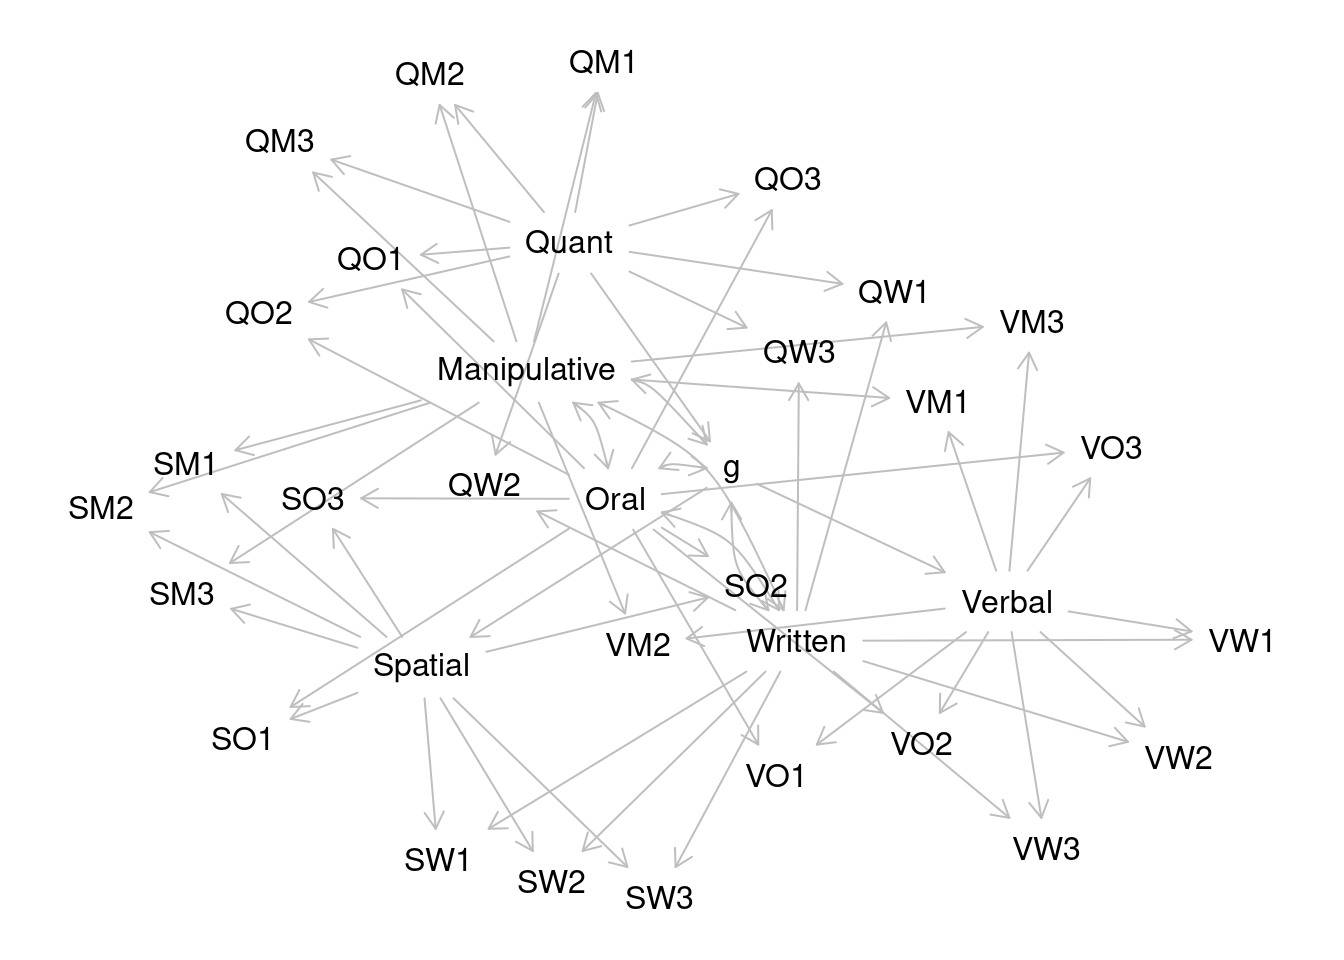 QM1
QM2
QM3
QO3
Quant
QO1
QW1
QO2
VM3
QW3
Manipulative
VM1
VO3
SM1
g
QW2
SO3
Oral
SM2
SO2
SM3
Verbal
VW1
Written
VM2
Spatial
SO1
VO2
VW2
VO1
VW3
SW1
SW2
SW3